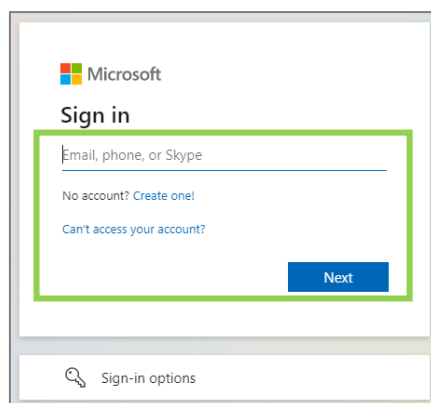 Microsoft
Sign in
Email, phone, or Skype
No account? Create one!
Can't access your account?
Next
Sign-in options